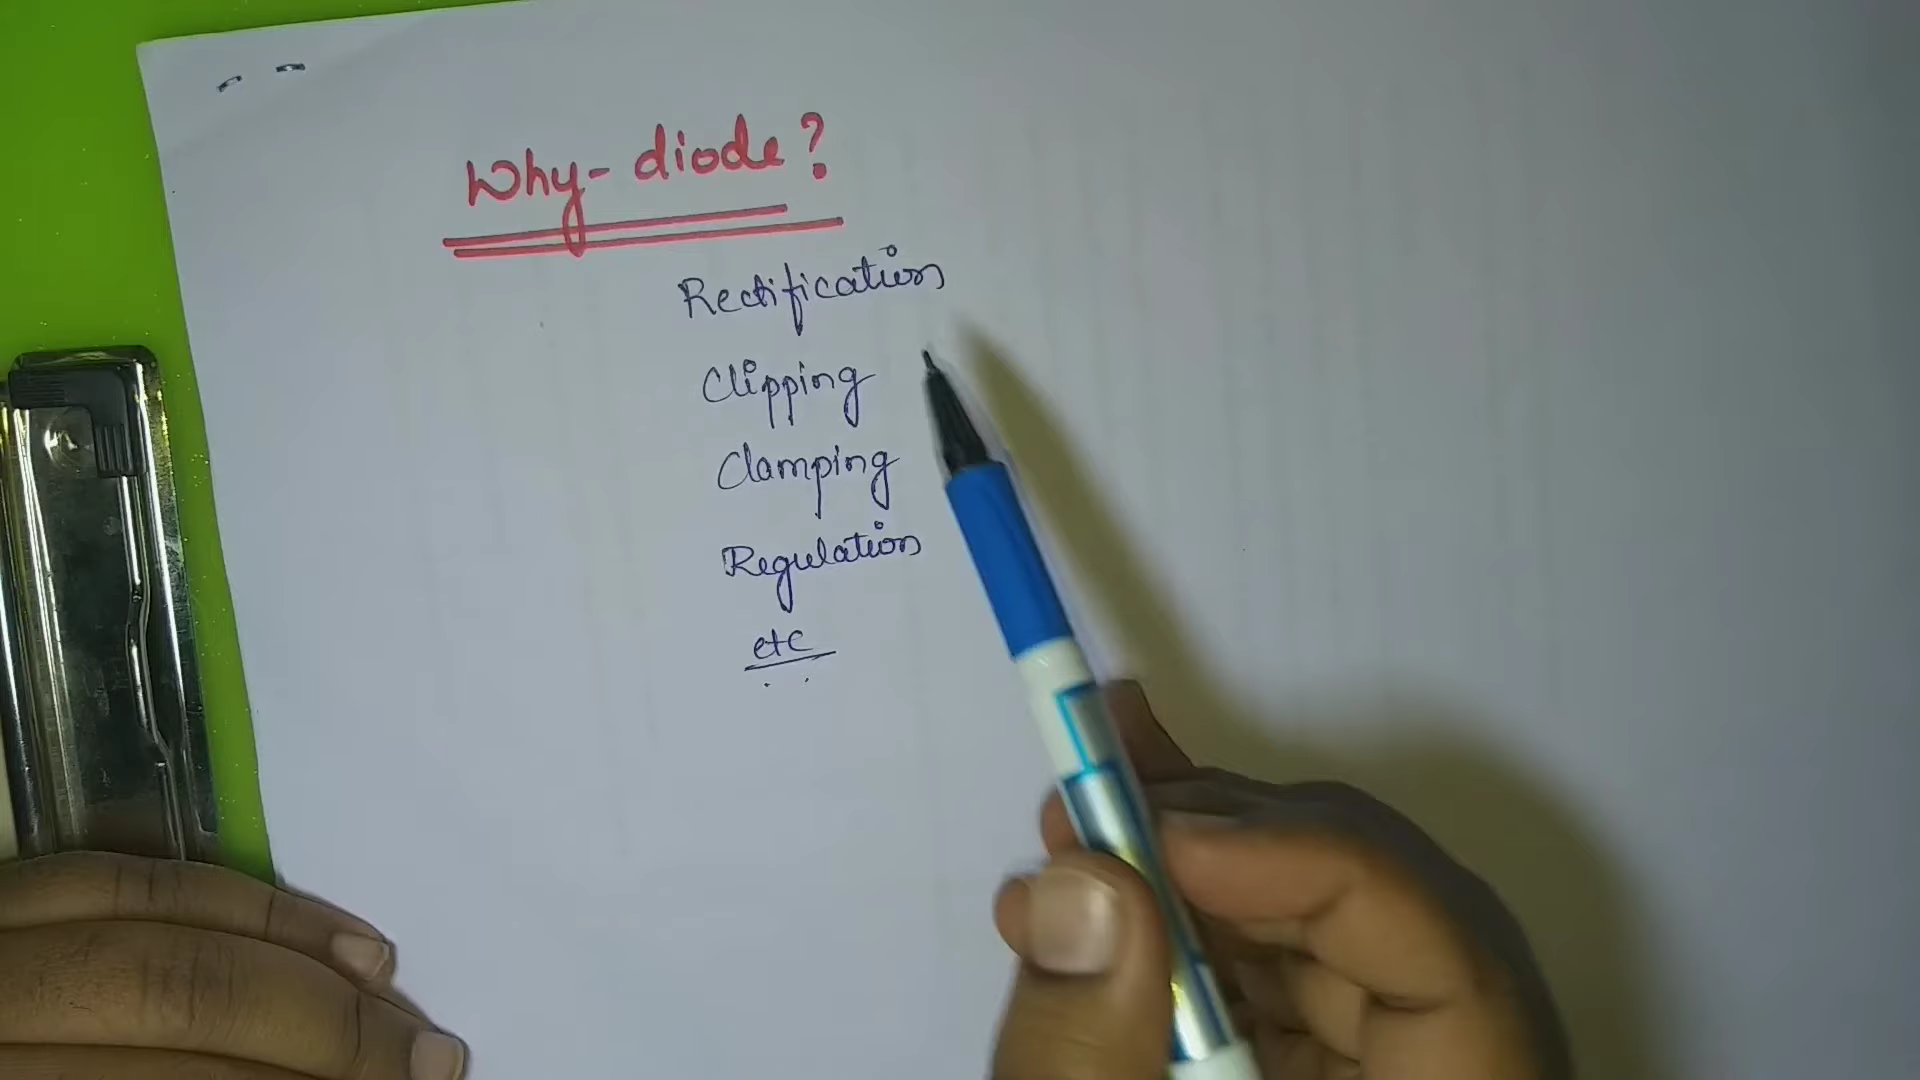 Why- diode?
Rectification
Clipping
Clamping
Regulation
etc